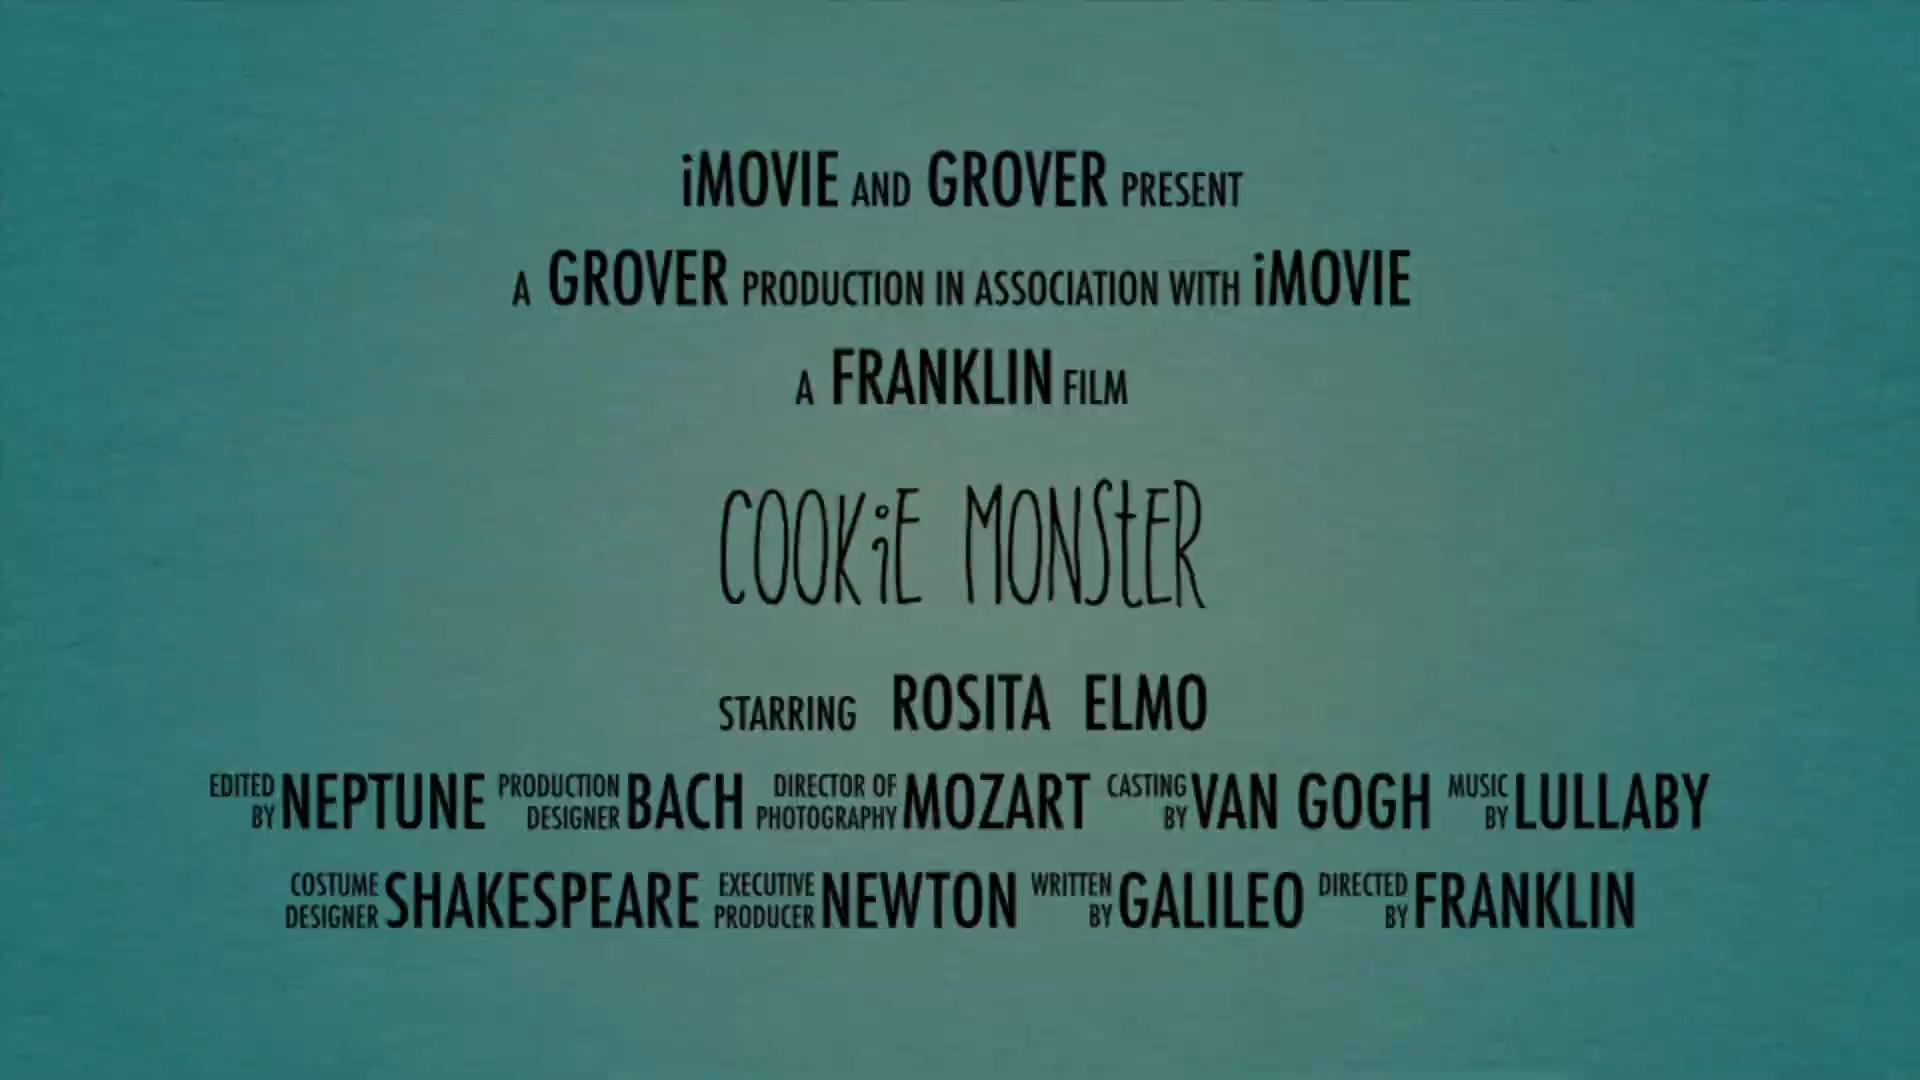 iMOVIE AND GROVER PRESENT
A GROVER PRODUCTION IN ASSOCIATION WITH iMOVIE
A FRANKLIN FILM
COOKiE MONStER
STARRING ROSITA ELMO
EDITED BY NEPTUNE PRODUCTION DESIGNER BACH DIRECTOR OF PHOTOGRAPHY MOZART CASTING BY VAN GOGH MUSIC BY LULLABY
COSTUME DESIGNER SHAKESPEARE EXECUTIVE PRODUCER NEWTON WRITTEN BY GALILEO DIRECTED BY FRANKLIN